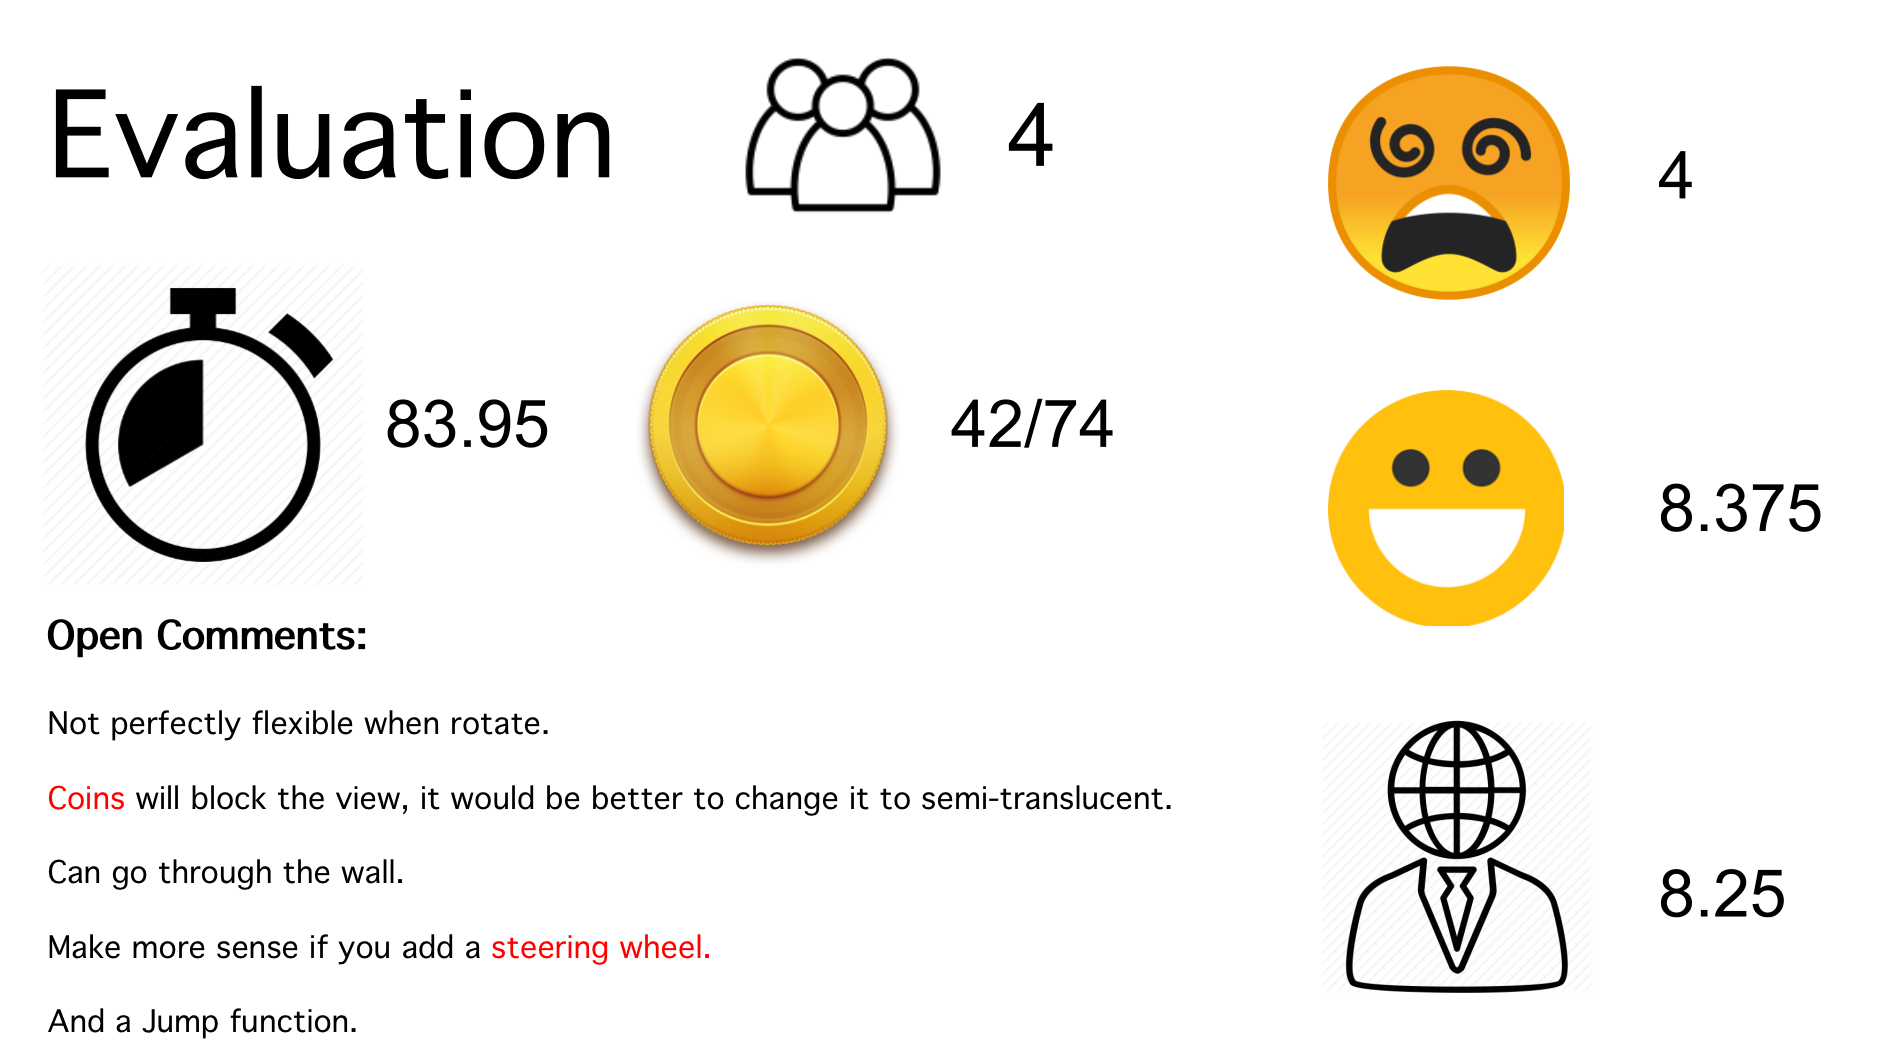 Evaluation
4
4
83.95
42/74
8.375
Open Comments:
Not perfectly flexible when rotate.
Coins will block the view, it would be better to change it to semi-translucent.
Can go through the wall.
8.25
Make more sense if you add a steering wheel.
And a Jump function.